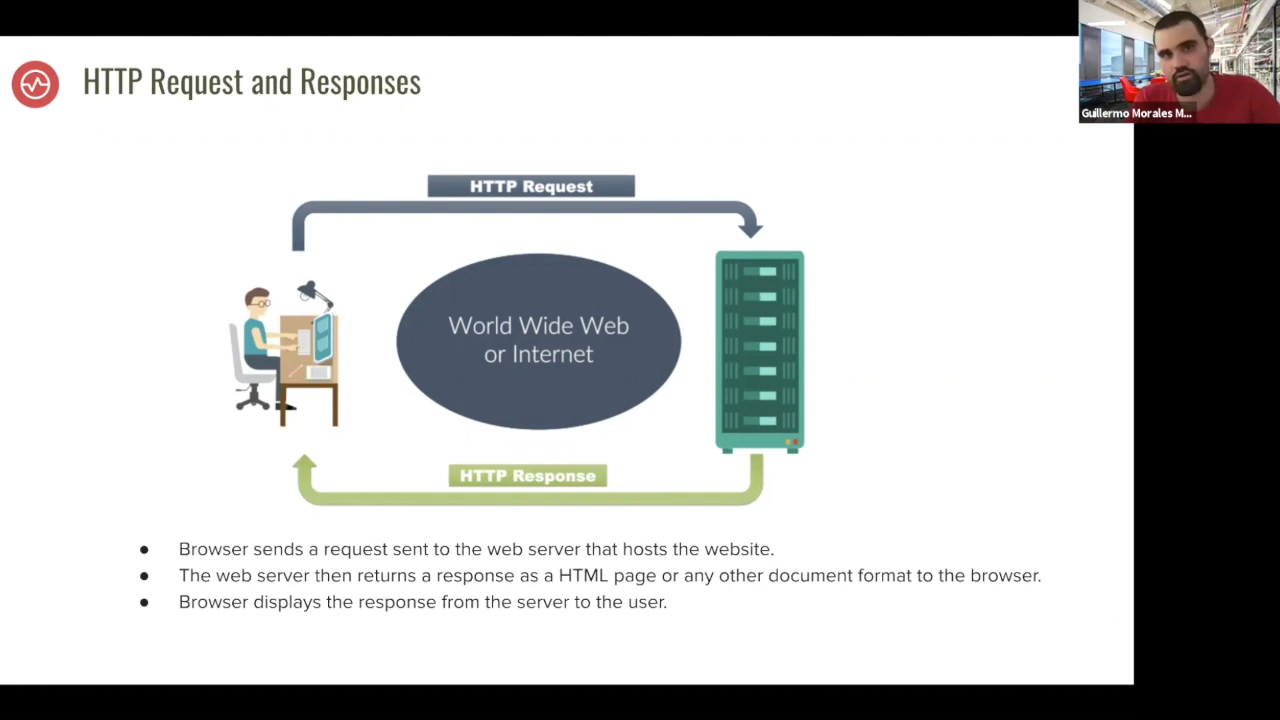 HTTP Request and Responses
Guillermo Morales M...
HTTP Request
World Wide Web
or Internet
HTTP Response
● Browser sends a request sent to the web server that hosts the website.
● The web server then returns a response as a HTML page or any other document format to the browser.
● Browser displays the response from the server to the user.